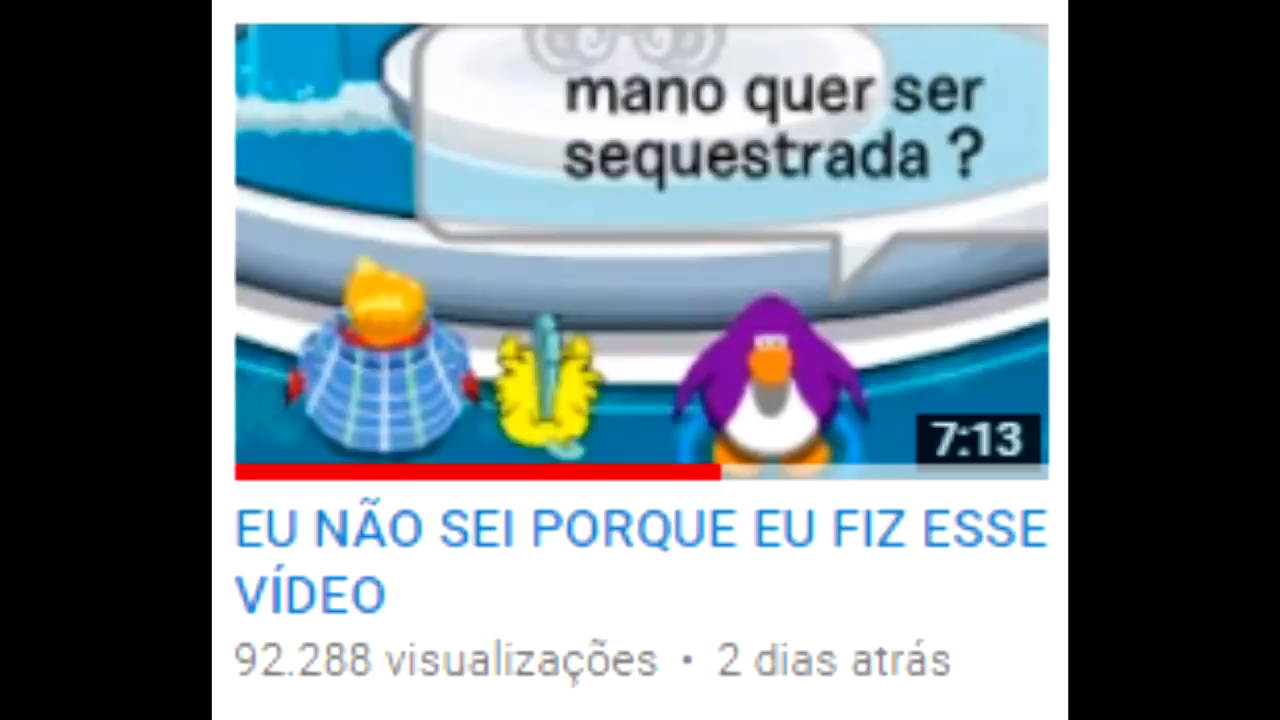 mano quer ser
sequestrada ?
7:13
EU NÃO SEI PORQUE EU FIZ ESSE
VÍDEO
92.288 visualizações • 2 dias atrás